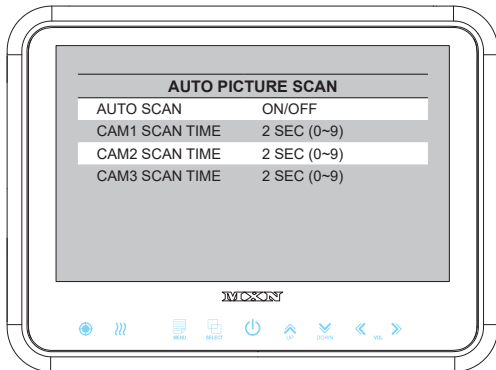 AUTO PICTURE SCAN
AUTO SCAN ON/OFF
CAM1 SCAN TIME 2 SEC (0~9)
CAM2 SCAN TIME 2 SEC (0~9)
CAM3 SCAN TIME 2 SEC (0~9)
MXN
MENU SELECT UP DOWN VOL